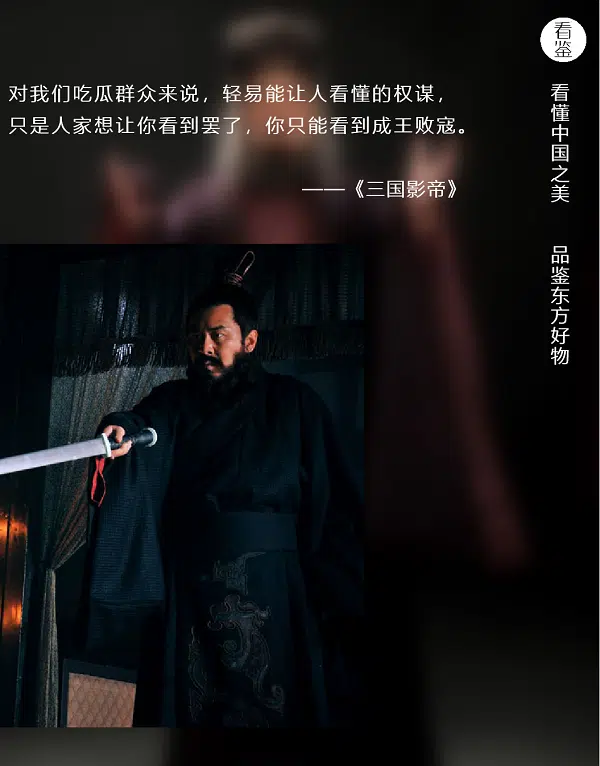 对我们吃瓜群众来说，轻易能让人看懂的权谋，
只是人家想让你看到罢了，你只能看到成王败寇。
——《三国影帝》
看鉴
看懂中国之美
品鉴东方好物